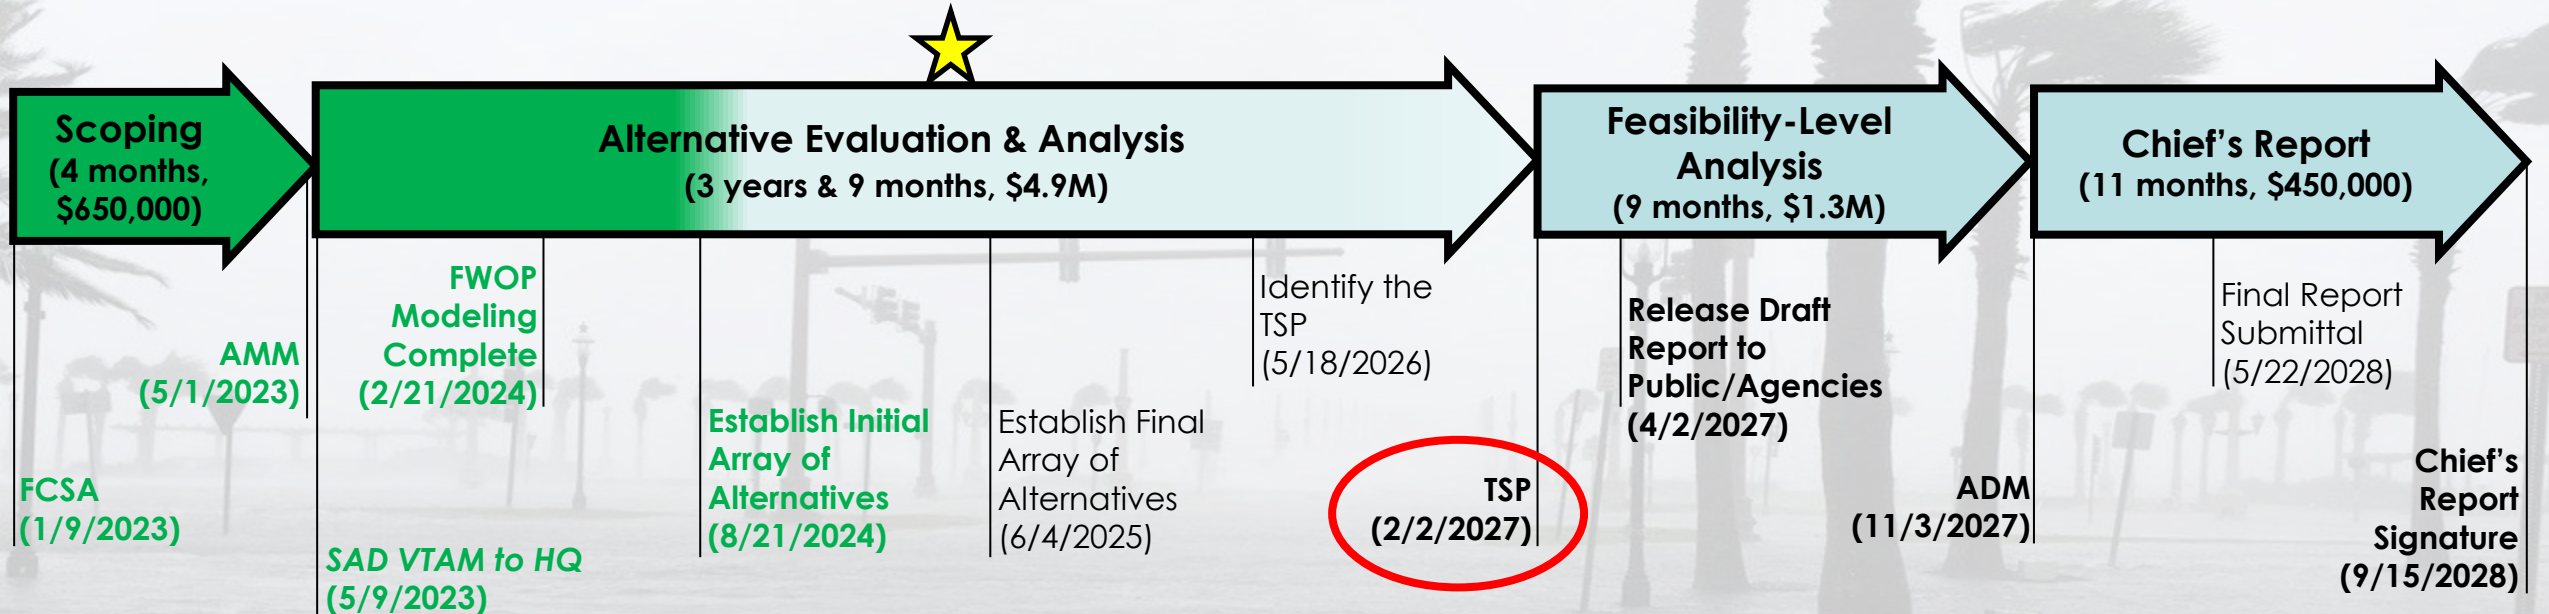 Scoping
(4 months,
$650,000)
Alternative Evaluation & Analysis
(3 years & 9 months, $4.9M)
Feasibility-Level
Analysis
(9 months, $1.3M)
Chief's Report
(11 months, $450,000)
FCSA
(1/9/2023)
AMM
(5/1/2023)
SAD VTAM to HQ
(5/9/2023)
FWOP
Modeling
Complete
(2/21/2024)
Establish Initial
Array of
Alternatives
(8/21/2024)
Establish Final
Array of
Alternatives
(6/4/2025)
Identify the
TSP
(5/18/2026)
TSP
(2/2/2027)
Release Draft
Report to
Public/Agencies
(4/2/2027)
ADM
(11/3/2027)
Final Report
Submittal
(5/22/2028)
Chief's
Report
Signature
(9/15/2028)